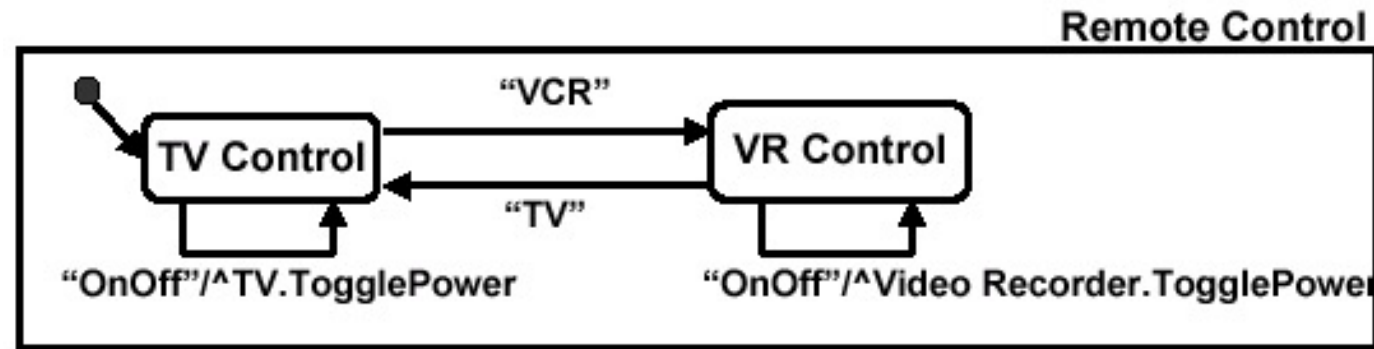 Remote Control
“VCR”
TV Control
VR Control
“TV”
“OnOff”/^TV.TogglePower
“OnOff”/^Video Recorder.TogglePower